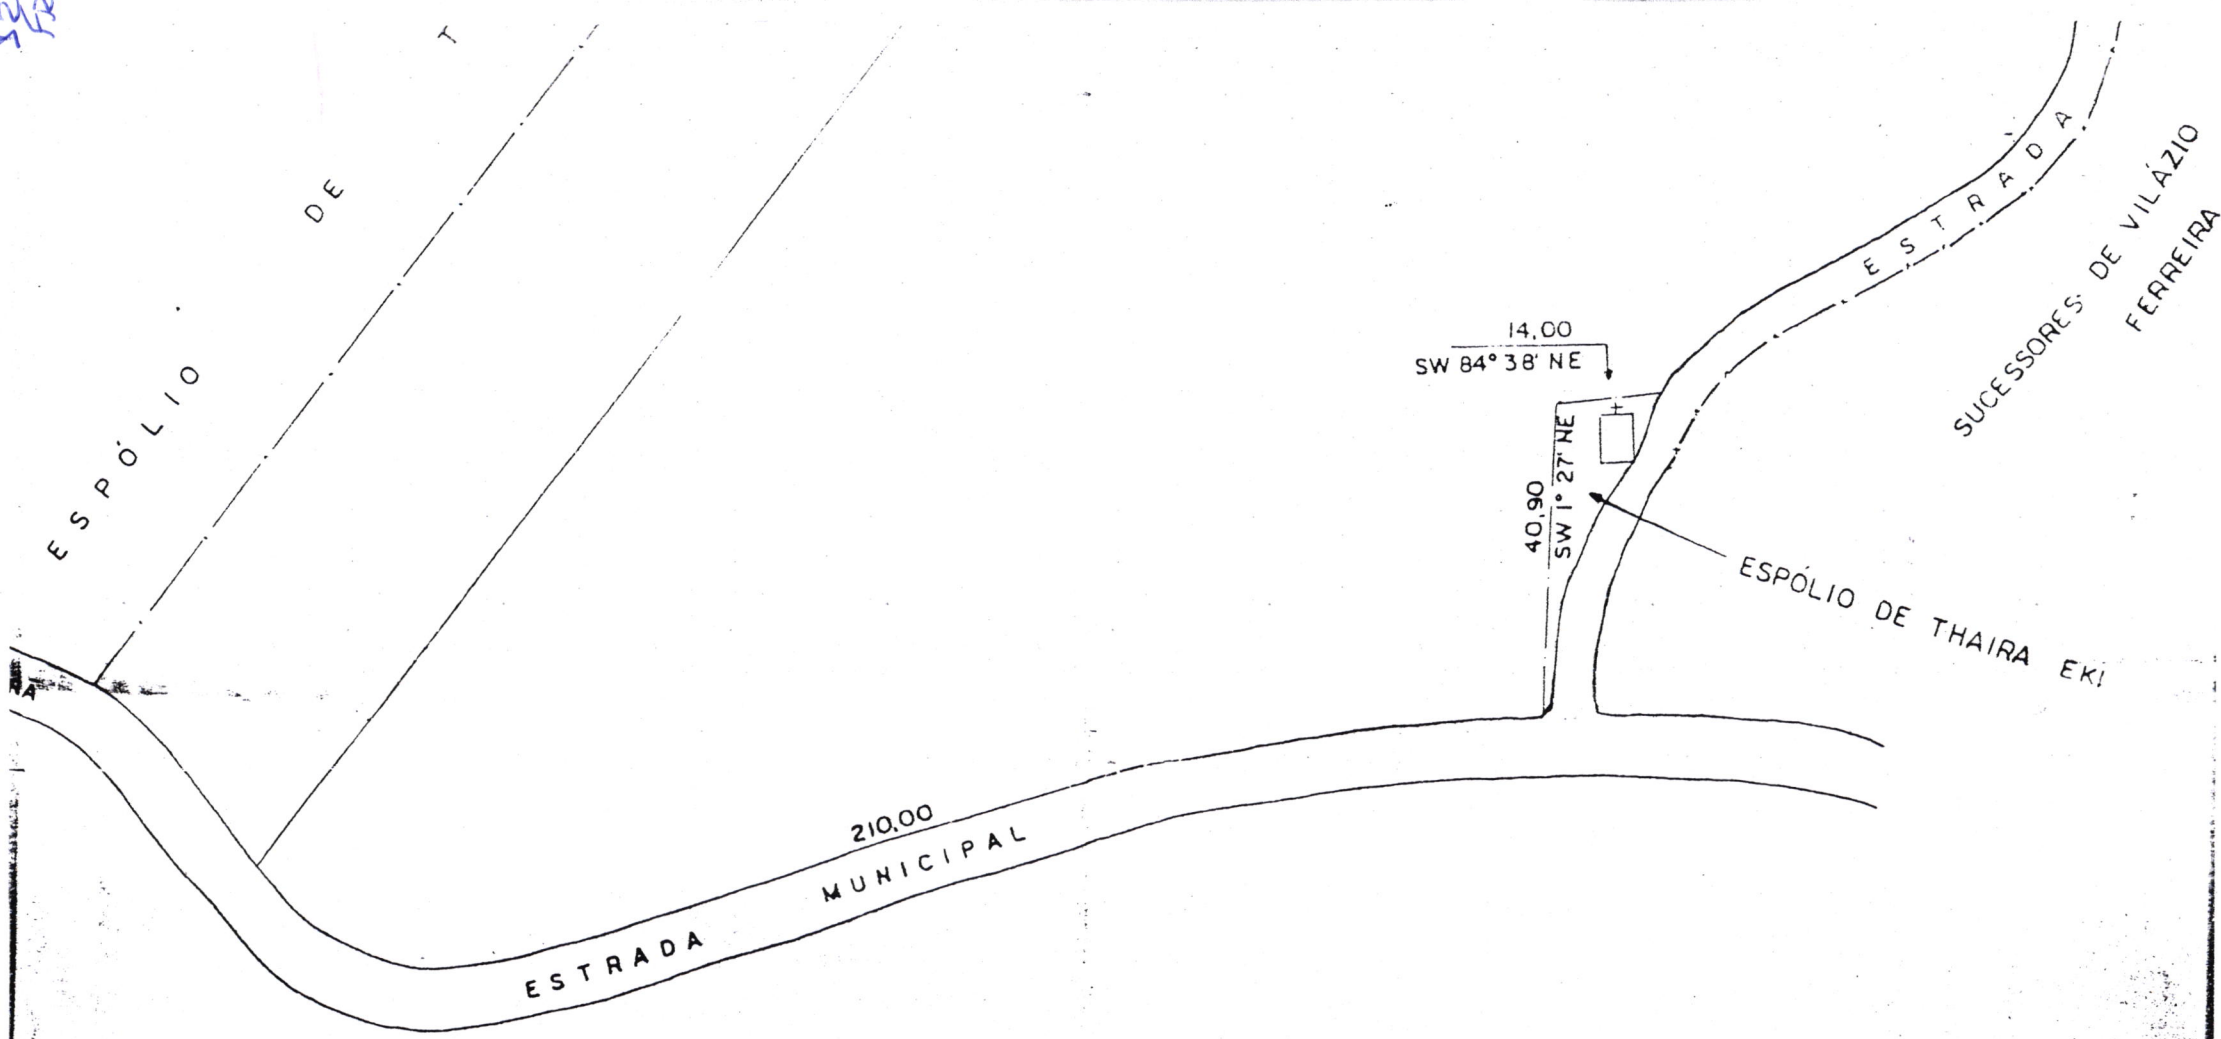 ESPÓLIO DE T
ESTRADA
SUCESSORES DE VILÁZIO
FERREIRA
14,00
SW 84° 38' NE
40,90
SW 1° 27' NE
ESPÓLIO DE THAIRA EKI
NA
210,00
ESTRADA MUNICIPAL